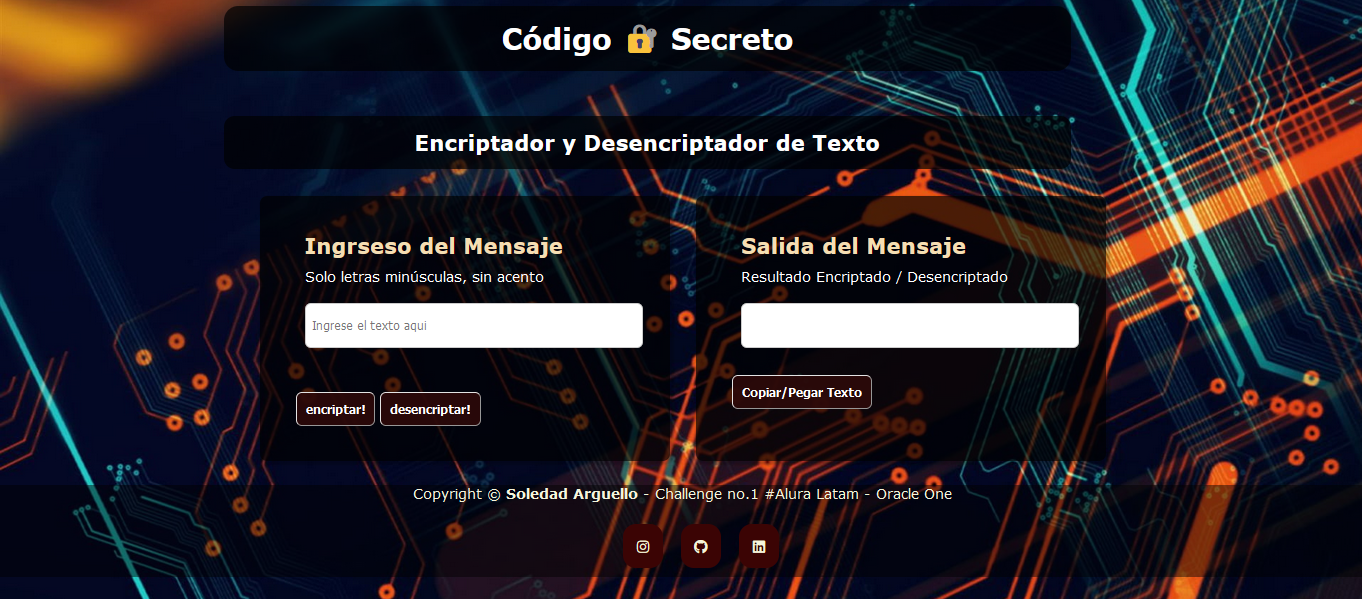 Código 🔐 Secreto
Encriptador y Desencriptador de Texto
Ingrseso del Mensaje
Solo letras minúsculas, sin acento
Ingrese el texto aqui
encriptar! desencriptar!
Salida del Mensaje
Resultado Encriptado / Desencriptado
Copiar/Pegar Texto
Copyright © Soledad Arguello - Challenge no.1 #Alura Latam - Oracle One